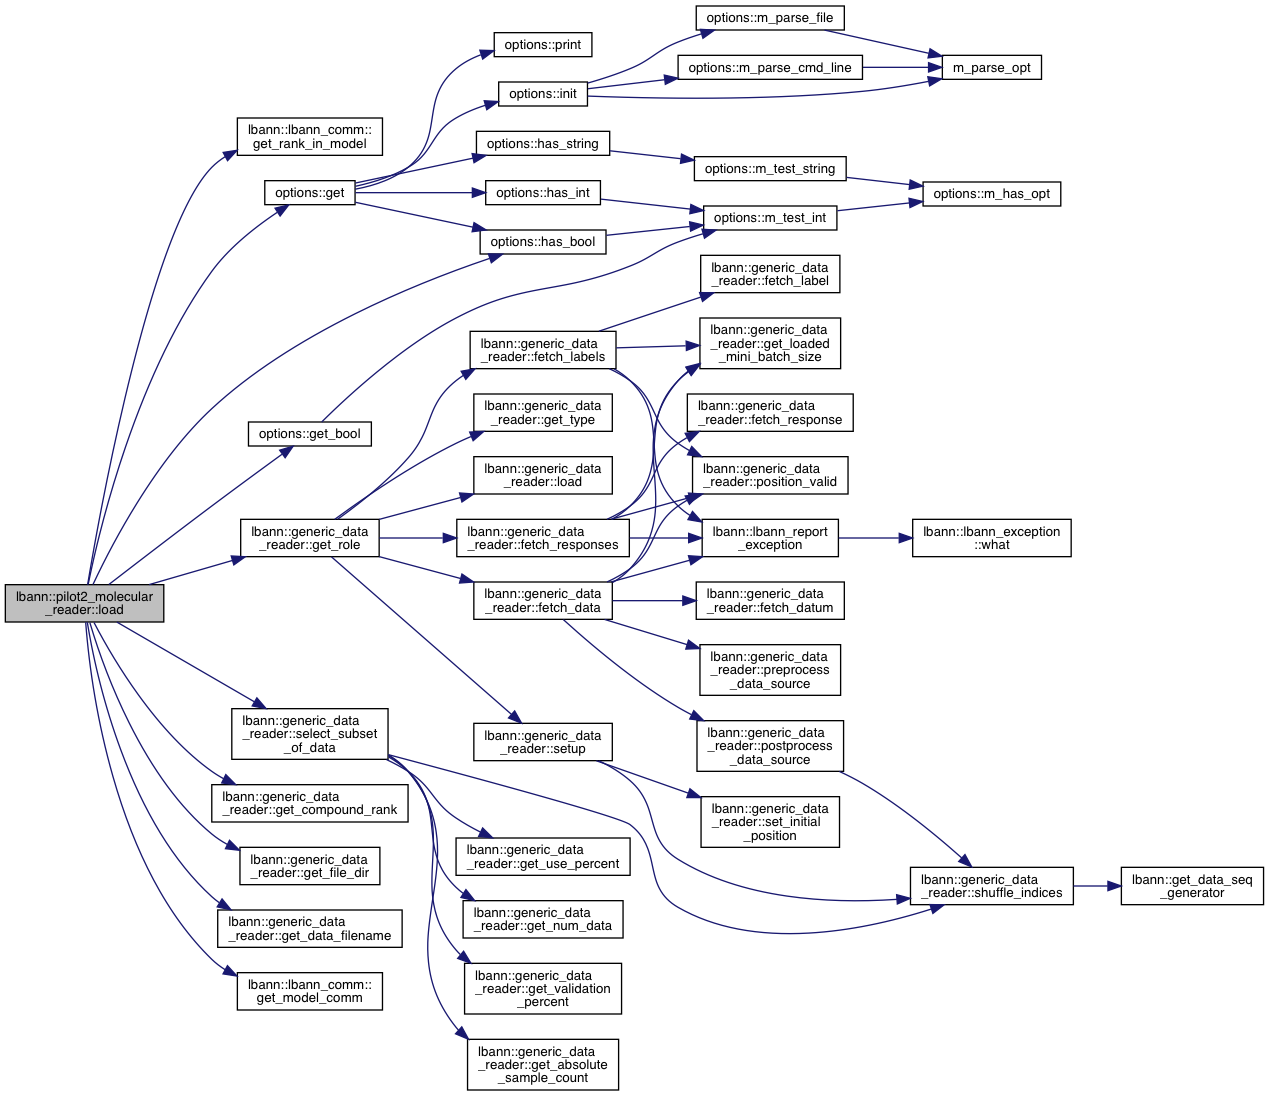 options::m_parse_file
options::print
options::m_parse_cmd_line
m_parse_opt
options::init
lbann::lbann_comm::
get_rank_in_model
options::has_string
options::m_test_string
options::get
options::has_int
options::m_has_opt
options::m_test_int
options::has_bool
lbann::generic_data
_reader::fetch_label
lbann::generic_data
_reader::fetch_labels
lbann::generic_data
_reader::get_loaded
_mini_batch_size
lbann::generic_data
_reader::get_type
lbann::generic_data
_reader::fetch_response
options::get_bool
lbann::generic_data
_reader::load
lbann::generic_data
_reader::position_valid
lbann::generic_data
_reader::get_role
lbann::generic_data
_reader::fetch_responses
lbann::lbann_report
_exception
lbann::lbann_exception
::what
lbann::pilot2_molecular
_reader::load
lbann::generic_data
_reader::fetch_data
lbann::generic_data
_reader::fetch_datum
lbann::generic_data
_reader::preprocess
_data_source
lbann::generic_data
_reader::select_subset
_of_data
lbann::generic_data
_reader::setup
lbann::generic_data
_reader::postprocess
_data_source
lbann::generic_data
_reader::get_compound_rank
lbann::generic_data
_reader::set_initial
_position
lbann::generic_data
_reader::get_file_dir
lbann::generic_data
_reader::get_use_percent
lbann::generic_data
_reader::shuffle_indices
lbann::get_data_seq
_generator
lbann::generic_data
_reader::get_data_filename
lbann::generic_data
_reader::get_num_data
lbann::lbann_comm::
get_model_comm
lbann::generic_data
_reader::get_validation
_percent
lbann::generic_data
_reader::get_absolute
_sample_count